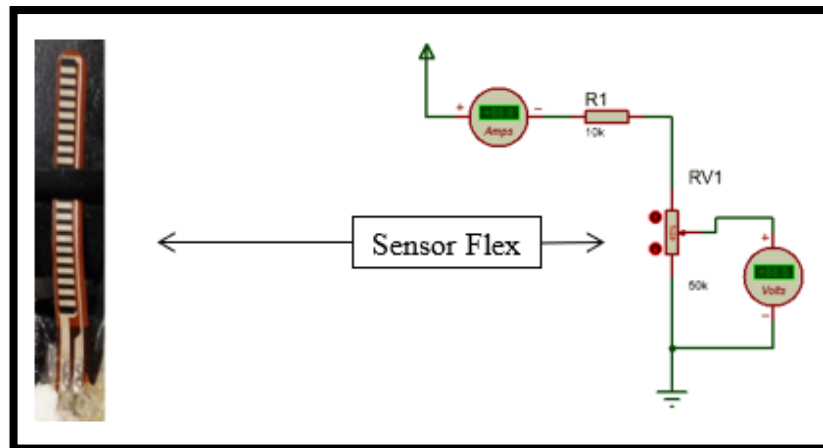 R1
+
-
Amps
10k
RV1
Sensor Flex
+
50k
Volts
-